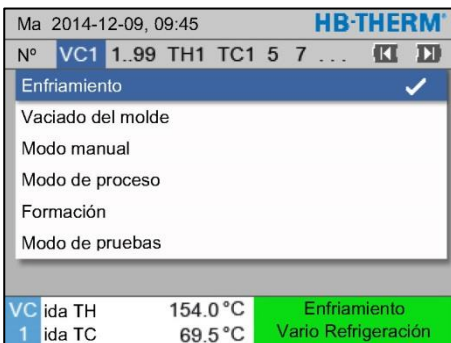 Ma 2014-12-09, 09:45 HB-THERM®
Nº VC1 1..99 TH1 TC1 5 7 ...
Enfriamiento
Vaciado del molde
Modo manual
Modo de proceso
Formación
Modo de pruebas
VC ida TH 154.0 °C Enfriamiento
1 ida TC 69.5 °C Vario Refrigeración